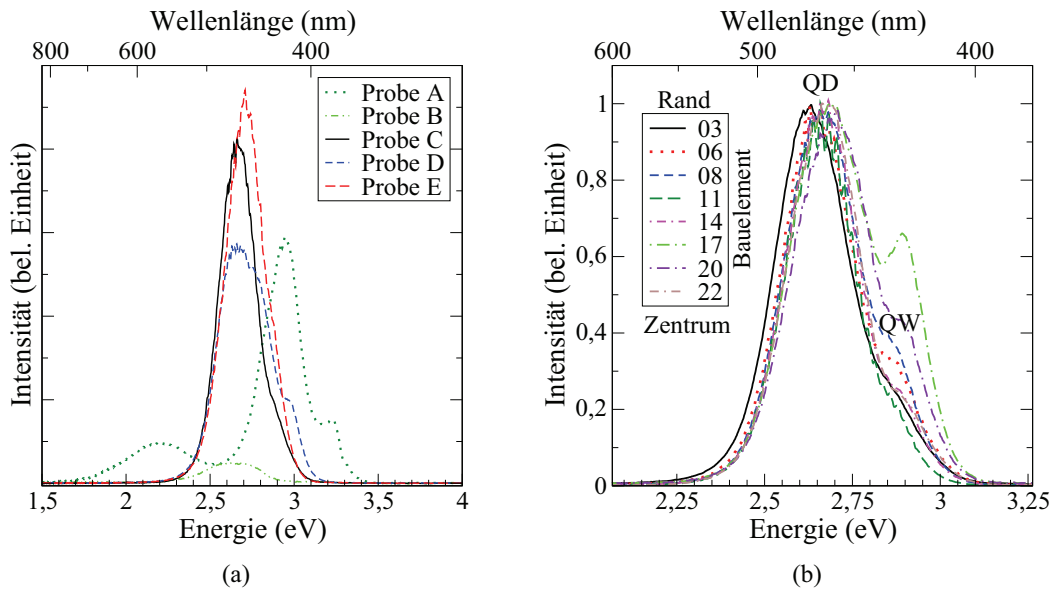 Wellenlänge (nm)
800 600 400
Intensität (bel. Einheit)
Probe A
Probe B
Probe C
Probe D
Probe E
1,5 2 2,5 3 3,5 4
Energie (eV)
(a)
Wellenlänge (nm)
600 500 400
Intensität (bel. Einheit)
1
0,8
0,6
0,4
0,2
0
QD
QW
Rand
03
06
08
11
14
17
20
22
Zentrum
Bauelement
2,25 2,5 2,75 3 3,25
Energie (eV)
(b)